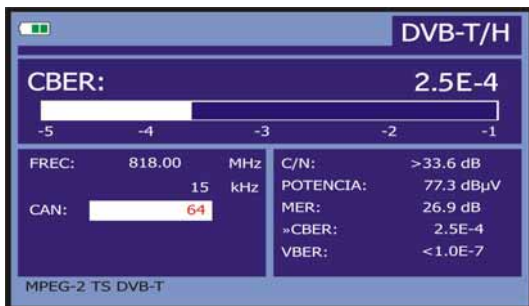 DVB-T/H
CBER: 2.5E-4
-5 -4 -3 -2 -1
FREC: 818.00 MHz
15 kHz
CAN: 64
C/N: >33.6 dB
POTENCIA: 77.3 dBµV
MER: 26.9 dB
»CBER: 2.5E-4
VBER: <1.0E-7
MPEG-2 TS DVB-T